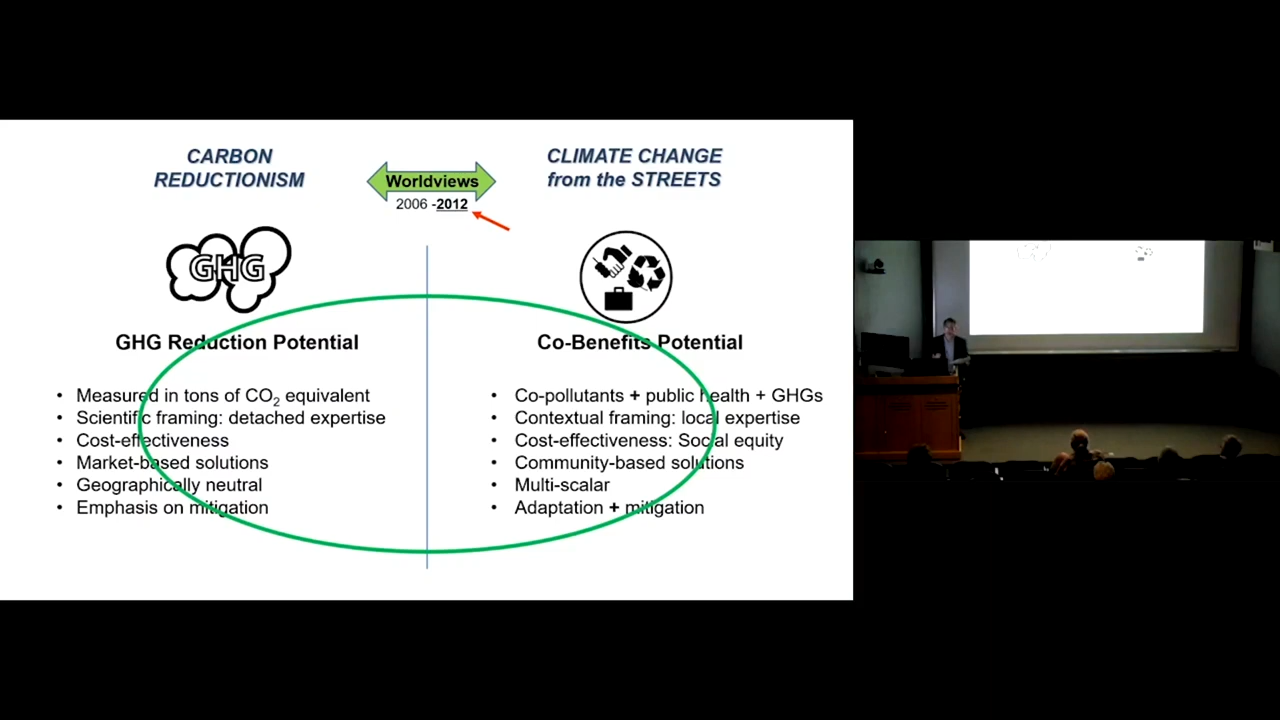 CARBON
REDUCTIONISM
Worldviews
2006 -2012
CLIMATE CHANGE
from the STREETS
GHG
GHG Reduction Potential
• Measured in tons of CO₂ equivalent
• Scientific framing: detached expertise
• Cost-effectiveness
• Market-based solutions
• Geographically neutral
• Emphasis on mitigation
Co-Benefits Potential
• Co-pollutants + public health + GHGs
• Contextual framing: local expertise
• Cost-effectiveness: Social equity
• Community-based solutions
• Multi-scalar
• Adaptation + mitigation